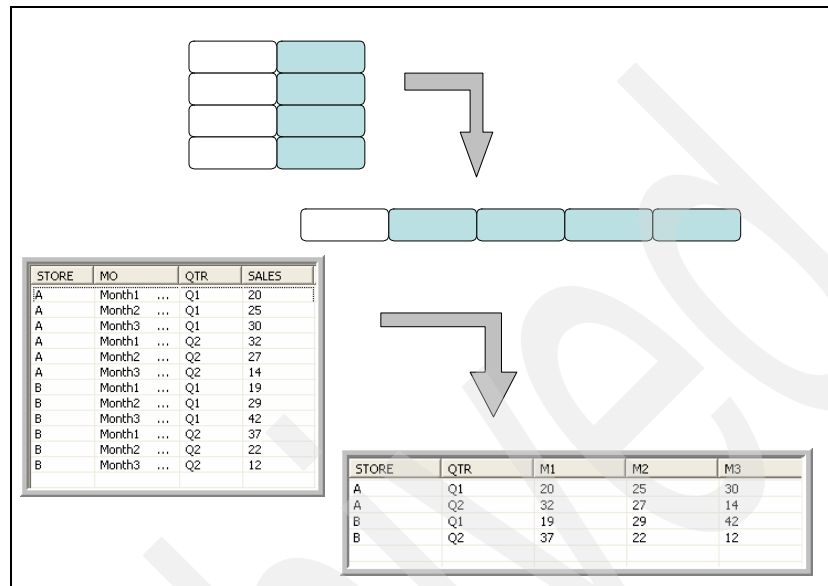 STORE MO QTR SALES
A Month1 ... Q1 20
A Month2 ... Q1 25
A Month3 ... Q1 30
A Month1 ... Q2 32
A Month2 ... Q2 27
A Month3 ... Q2 14
B Month1 ... Q1 19
B Month2 ... Q1 29
B Month3 ... Q1 42
B Month1 ... Q2 37
B Month2 ... Q2 22
B Month3 ... Q2 12
STORE QTR M1 M2 M3
A Q1 20 25 30
A Q2 32 27 14
B Q1 19 29 42
B Q2 37 22 12